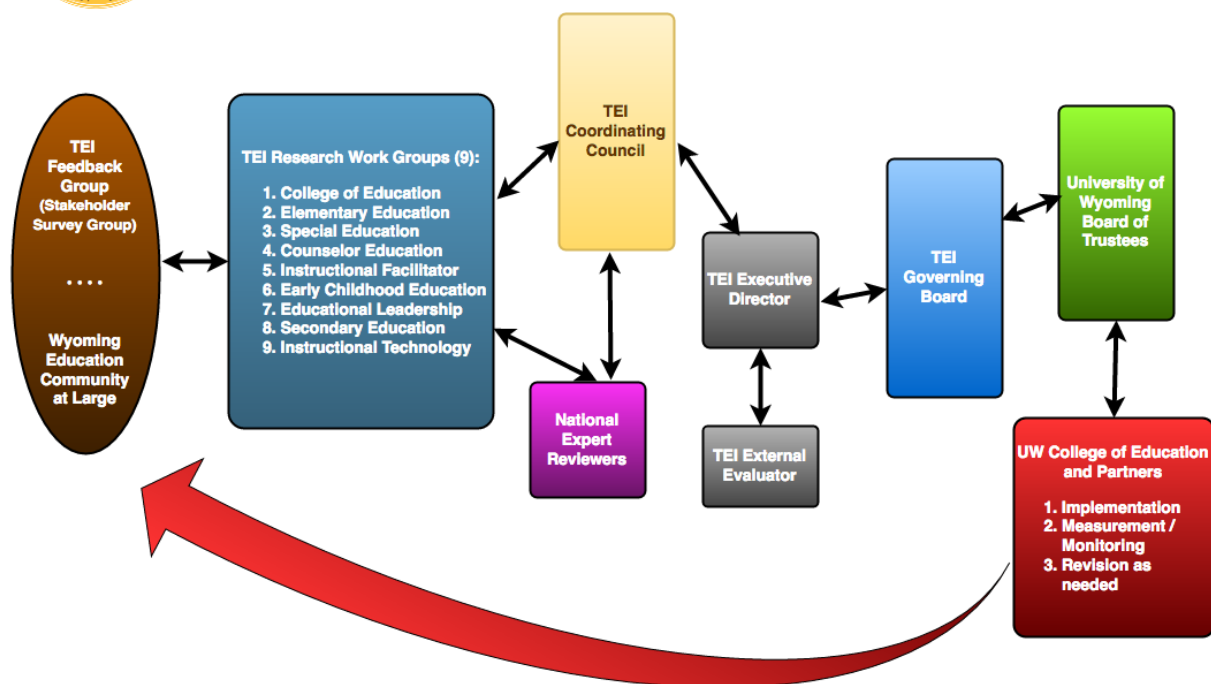 TEI
Feedback
Group
(Stakeholder
Survey Group)
....
Wyoming
Education
Community
at Large
TEI Research Work Groups (9):
1. College of Education
2. Elementary Education
3. Special Education
4. Counselor Education
5. Instructional Facilitator
6. Early Childhood Education
7. Educational Leadership
8. Secondary Education
9. Instructional Technology
TEI
Coordinating
Council
National
Expert
Reviewers
TEI Executive
Director
TEI External
Evaluator
TEI
Governing
Board
University of
Wyoming
Board of
Trustees
UW College of Education
and Partners
1. Implementation
2. Measurement /
Monitoring
3. Revision as
needed